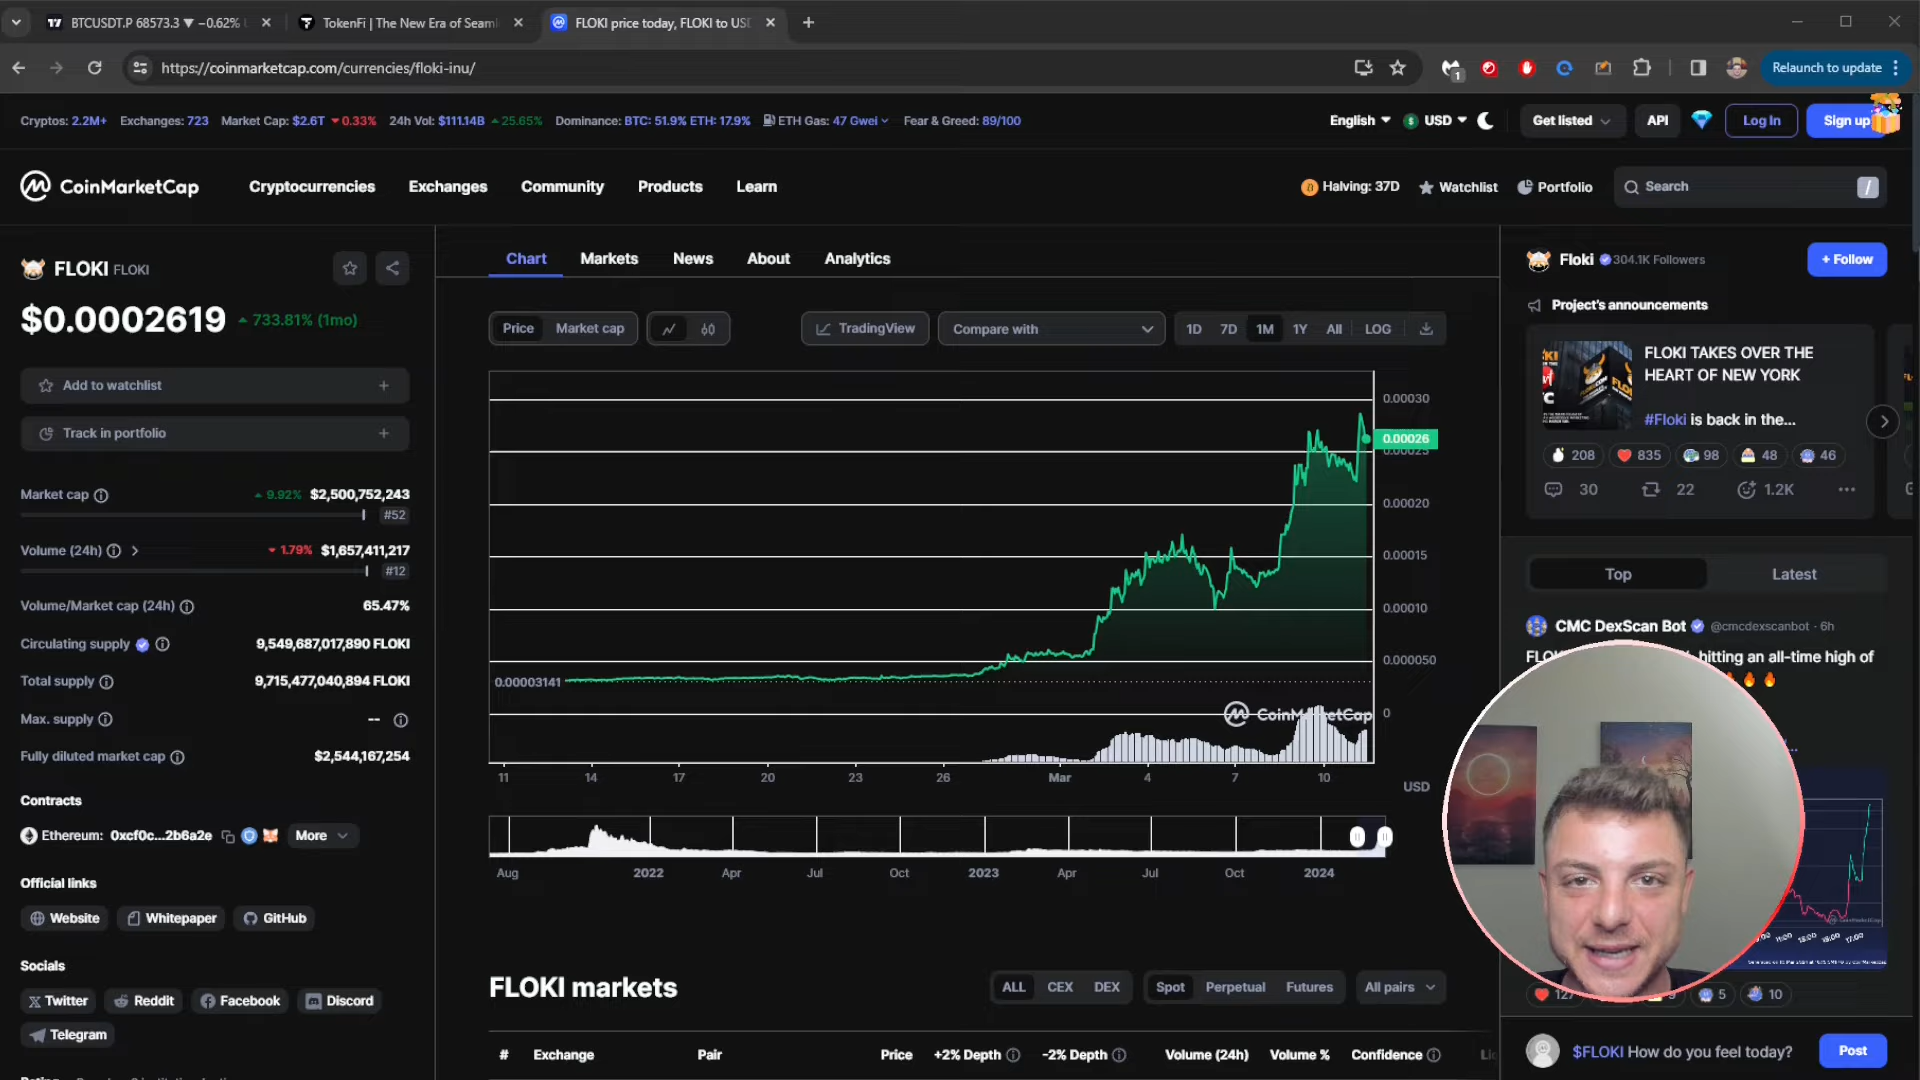 BTCUSDT.P 68573.3 ▼ −0.62%
TokenFi | The New Era of Seaml
FLOKI price today, FLOKI to USD
https://coinmarketcap.com/currencies/floki-inu/
1
Relaunch to update
Cryptos: 2.2M+ Exchanges: 723 Market Cap: $2.6T 0.33% 24h Vol: $111.14B 25.65% Dominance: BTC: 51.9% ETH: 17.9% ETH Gas: 47 Gwei Fear & Greed: 89/100
English USD Get listed API Log In Sign up
CoinMarketCap
Cryptocurrencies Exchanges Community Products Learn
Halving: 37D Watchlist Portfolio Search /
FLOKI FLOKI
$0.0002619 733.81% (1mo)
Add to watchlist +
Track in portfolio +
Market cap 9.92% $2,500,752,243
#52
Volume (24h) 1.79% $1,657,411,217
#12
Volume/Market cap (24h) 65.47%
Circulating supply 9,549,687,017,890 FLOKI
Total supply 9,715,477,040,894 FLOKI
Max. supply --
Fully diluted market cap $2,544,167,254
Contracts
Ethereum: 0xcf0c...2b6a2e More
Official links
Website Whitepaper GitHub
Socials
Twitter Reddit Facebook Discord
Telegram
Chart Markets News About Analytics
Price Market cap TradingView Compare with 1D 7D 1M 1Y All LOG
0.00030
0.00026
0.00025
0.00020
0.00015
0.00010
0.000050
0.00003141
CoinMarketCap
0
11 14 17 20 23 26 Mar 4 7 10
USD
Aug 2022 Apr Jul Oct 2023 Apr Jul Oct 2024
FLOKI markets
ALL CEX DEX Spot Perpetual Futures All pairs
# Exchange Pair Price +2% Depth -2% Depth Volume (24h) Volume % Confidence
Floki 304.1K Followers + Follow
Project's announcements
FLOKI TAKES OVER THE
HEART OF NEW YORK
#Floki is back in the...
208 835 98 48 46
30 22 1.2K
Top Latest
CMC DexScan Bot @cmcdexscanbot · 6h
hitting an all-time high of
5 10
$FLOKI How do you feel today? Post